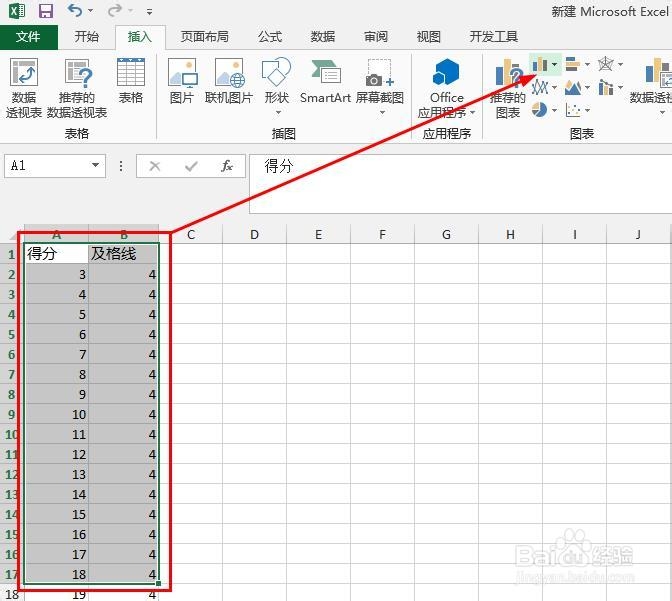 新建 Microsoft Excel
文件 开始 插入 页面布局 公式 数据 审阅 视图 开发工具
数据 推荐的 表格 图片 联机图片 形状 SmartArt 屏幕截图 Office 推荐的 数据透视
透视表 数据透视表 应用程序 图表
表格 插图 应用程序 图表
A1 fx 得分
A B C D E F G H I J
1 得分 及格线
2 3 4
3 4 4
4 5 4
5 6 4
6 7 4
7 8 4
8 9 4
9 10 4
10 11 4
11 12 4
12 13 4
13 14 4
14 15 4
15 16 4
16 17 4
17 18 4
18 19 4
Baidu 经验
jingyan.baidu.com